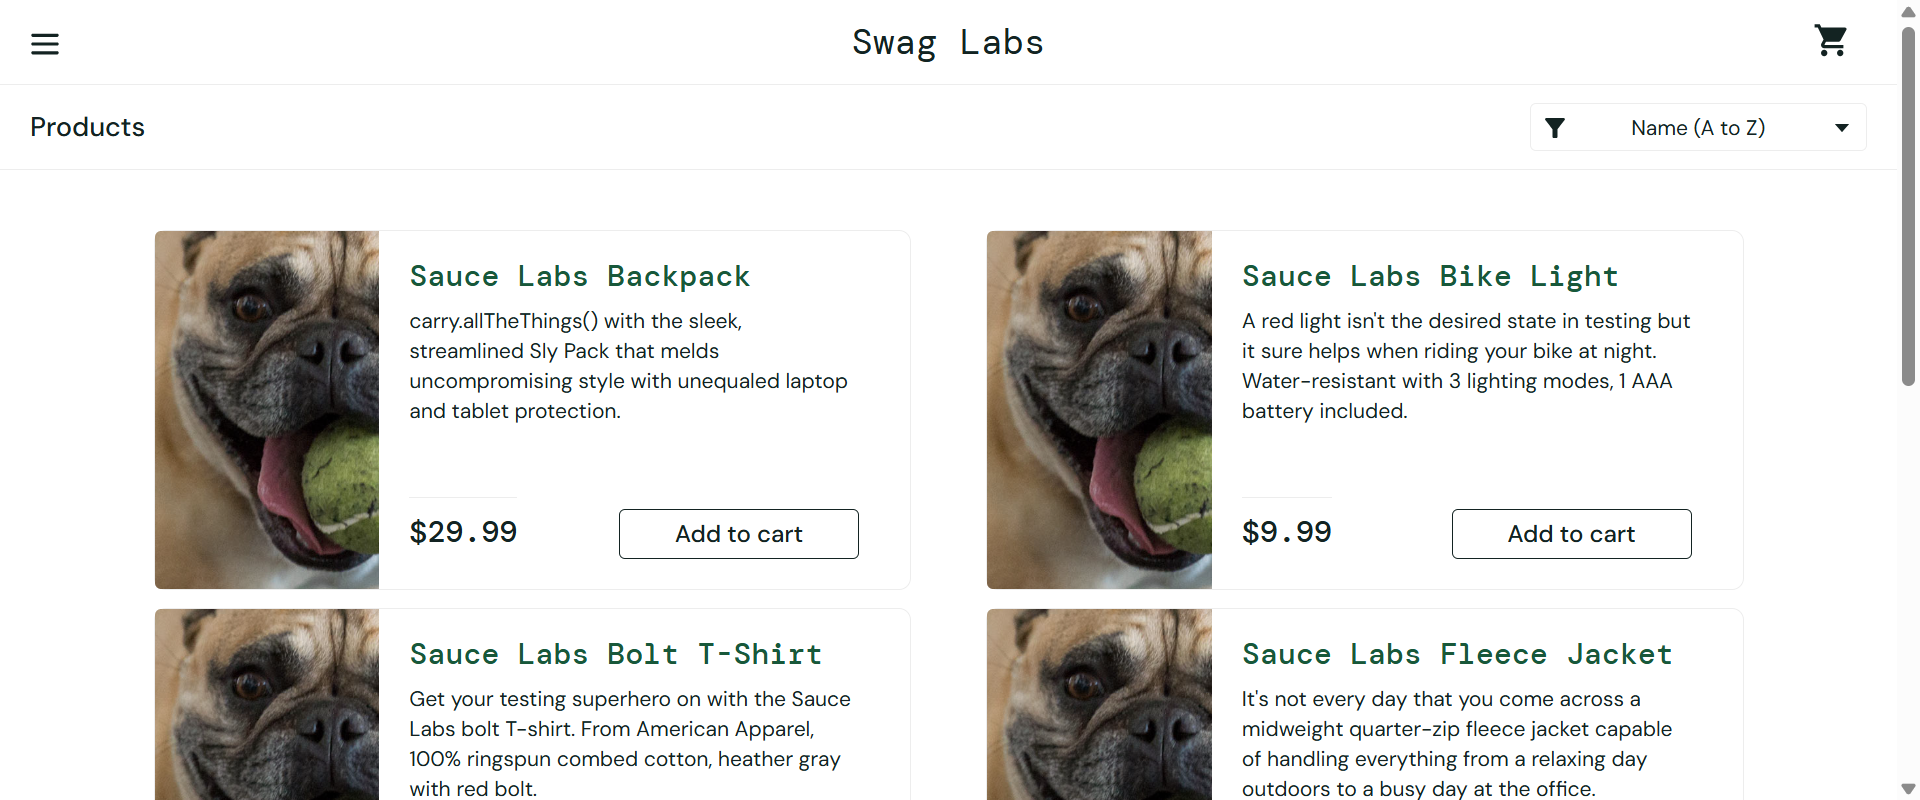 Swag Labs
Products
Name (A to Z)
Sauce Labs Backpack
carry.allTheThings() with the sleek,
streamlined Sly Pack that melds
uncompromising style with unequaled laptop
and tablet protection.
$29.99
Add to cart
Sauce Labs Bike Light
A red light isn't the desired state in testing but
it sure helps when riding your bike at night.
Water-resistant with 3 lighting modes, 1 AAA
battery included.
$9.99
Add to cart
Sauce Labs Bolt T-Shirt
Get your testing superhero on with the Sauce
Labs bolt T-shirt. From American Apparel,
100% ringspun combed cotton, heather gray
with red bolt.
Sauce Labs Fleece Jacket
It's not every day that you come across a
midweight quarter-zip fleece jacket capable
of handling everything from a relaxing day
outdoors to a busy day at the office.